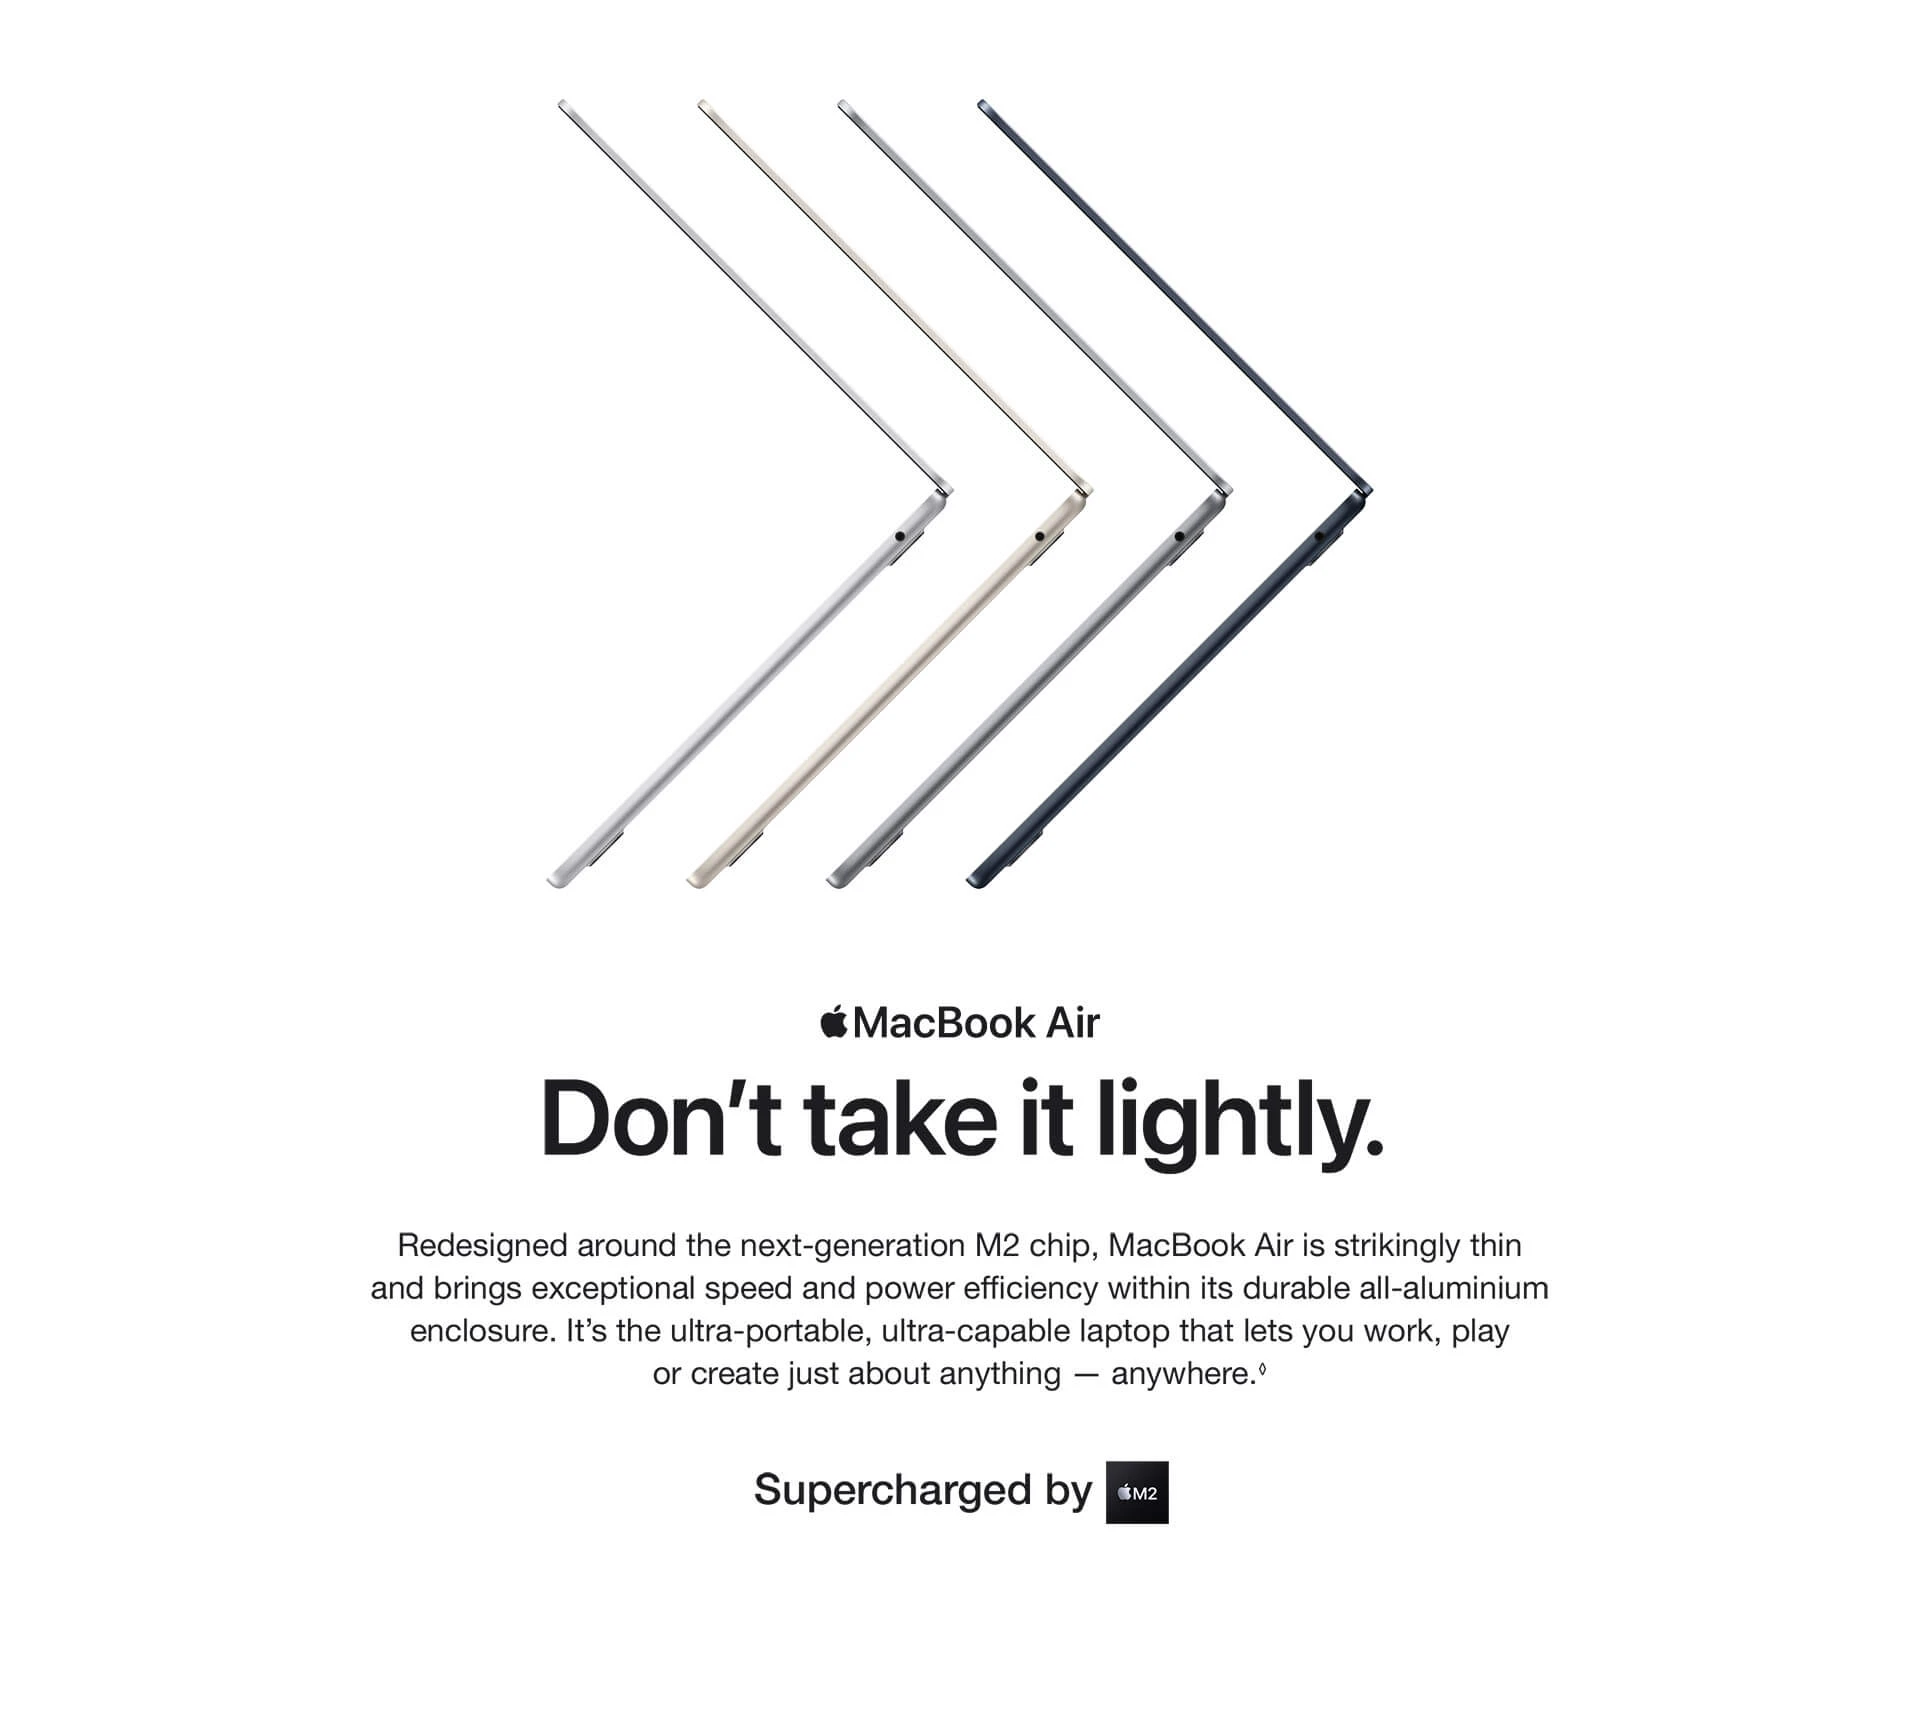 MacBook Air
Don’t take it lightly.
Redesigned around the next-generation M2 chip, MacBook Air is strikingly thin
and brings exceptional speed and power efficiency within its durable all-aluminium
enclosure. It’s the ultra-portable, ultra-capable laptop that lets you work, play
or create just about anything — anywhere.◊
Supercharged by M2